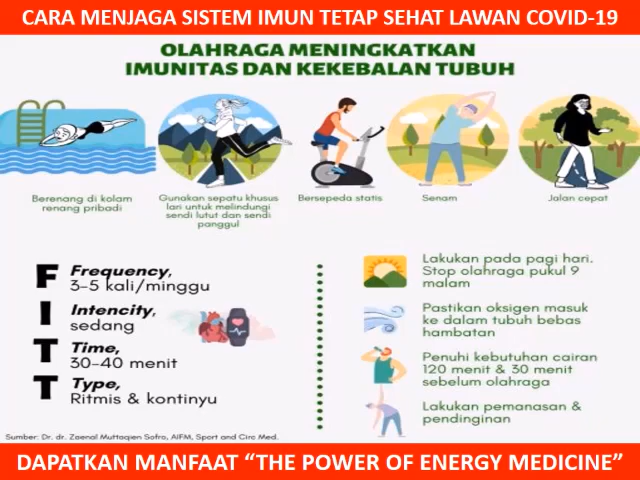 CARA MENJAGA SISTEM IMUN TETAP SEHAT LAWAN COVID-19
OLAHRAGA MENINGKATKAN
IMUNITAS DAN KEKEBALAN TUBUH
Berenang di kolam
renang pribadi
Gunakan sepatu khusus
lari untuk melindungi
sendi lutut dan sendi
panggul
Bersepeda statis
Senam
Jalan cepat
F Frequency,
3-5 kali/minggu
I Intencity,
sedang
T Time,
30-40 menit
T Type,
Ritmis & kontinyu
Lakukan pada pagi hari.
Stop olahraga pukul 9
malam
Pastikan oksigen masuk
ke dalam tubuh bebas
hambatan
Penuhi kebutuhan cairan
120 menit & 30 menit
sebelum olahraga
Lakukan pemanasan &
pendinginan
Sumber: Dr. dr. Zaenal Muttaqien Sofro, AIFM, Sport and Circ Med.
DAPATKAN MANFAAT “THE POWER OF ENERGY MEDICINE”